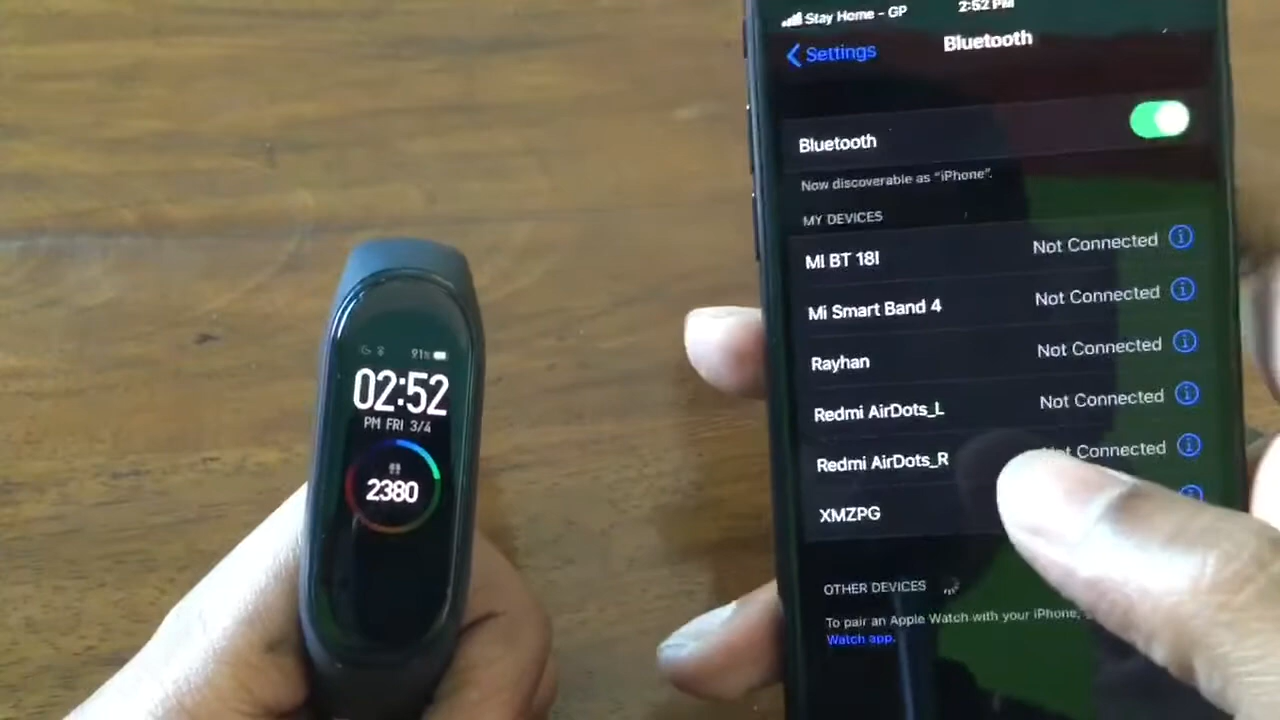 91%
02:52
PM FRI 3/4
2380
Stay Home - GP 2:52 PM
Settings Bluetooth
Bluetooth
Now discoverable as “iPhone”.
MY DEVICES
MI BT 18I Not Connected
Mi Smart Band 4 Not Connected
Rayhan Not Connected
Redmi AirDots_L Not Connected
Redmi AirDots_R Connected
XMZPG
OTHER DEVICES
To pair an Apple Watch with your iPhone,
Watch app.